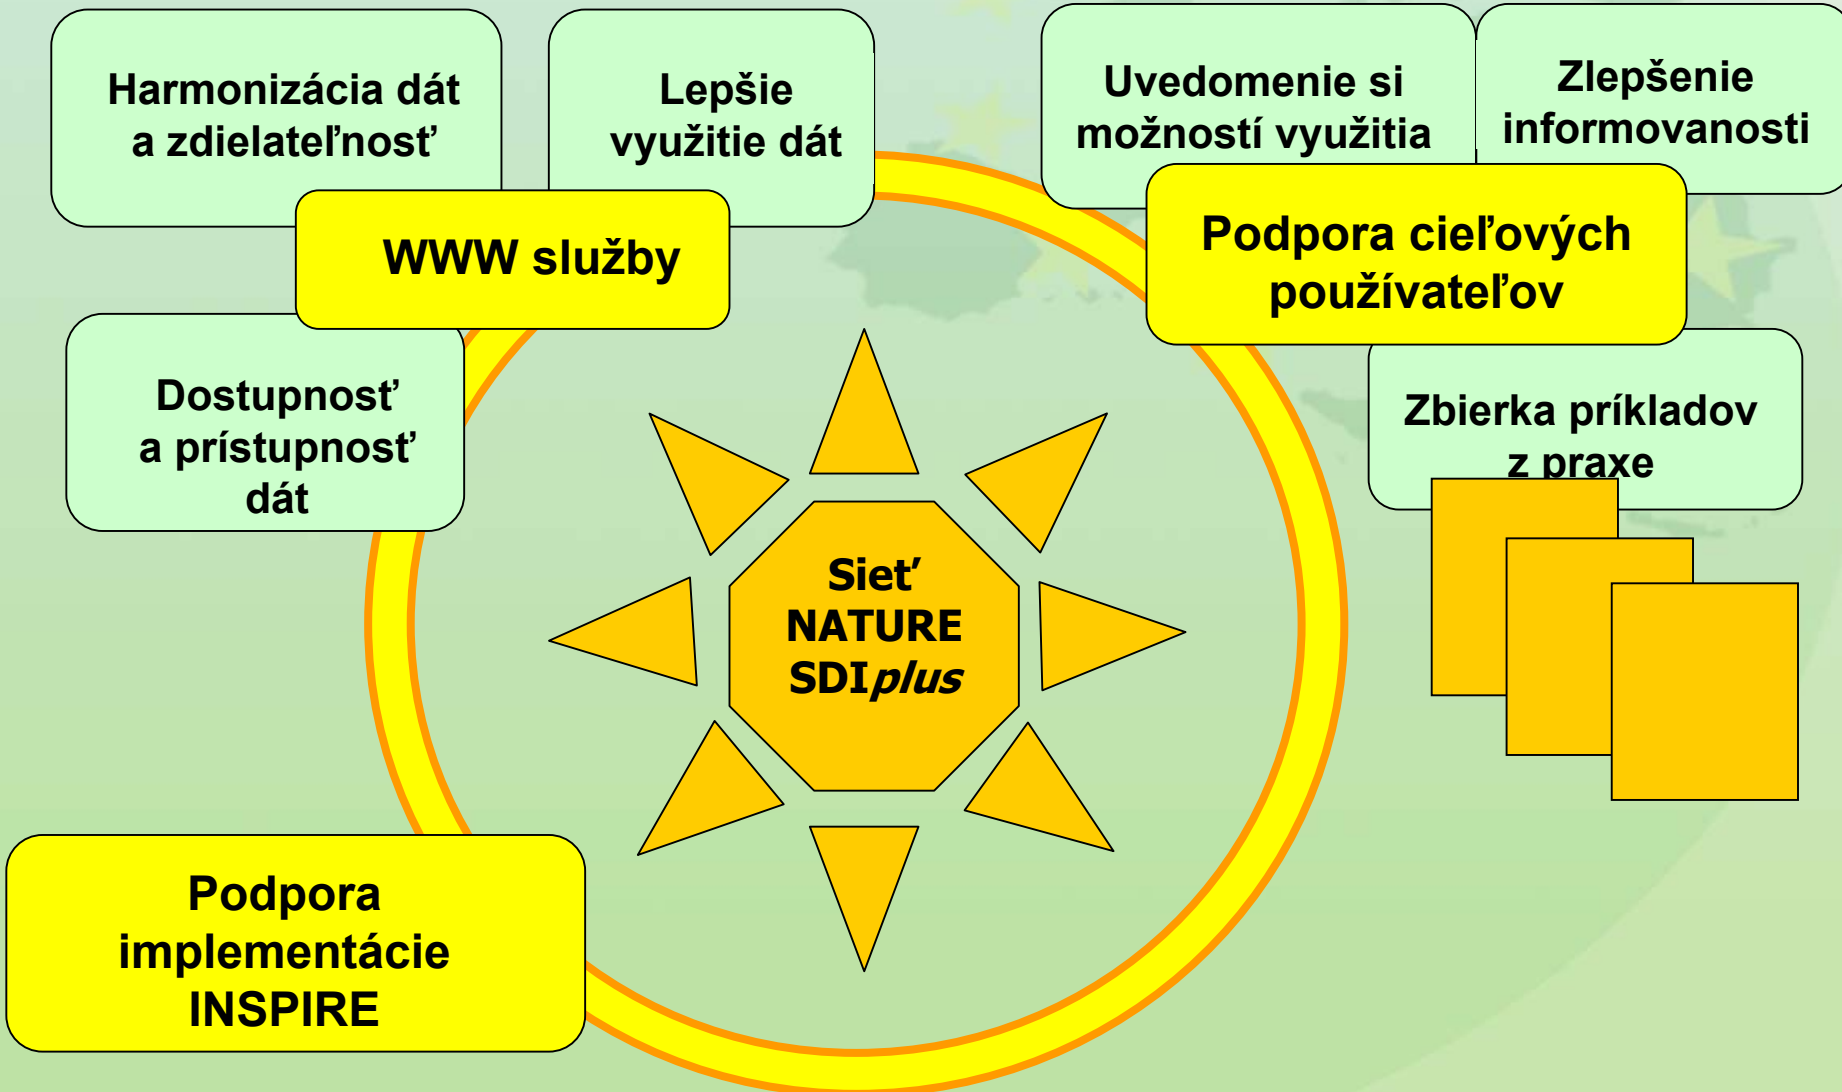 Harmonizácia dát
a zdielateľnosť
Lepšie
využitie dát
Uvedomenie si
možností využitia
Zlepšenie
informovanosti
WWW služby
Podpora cieľových
používateľov
Dostupnosť
a prístupnosť
dát
Zbierka príkladov
z praxe
Sieť
NATURE
SDIplus
Podpora
implementácie
INSPIRE